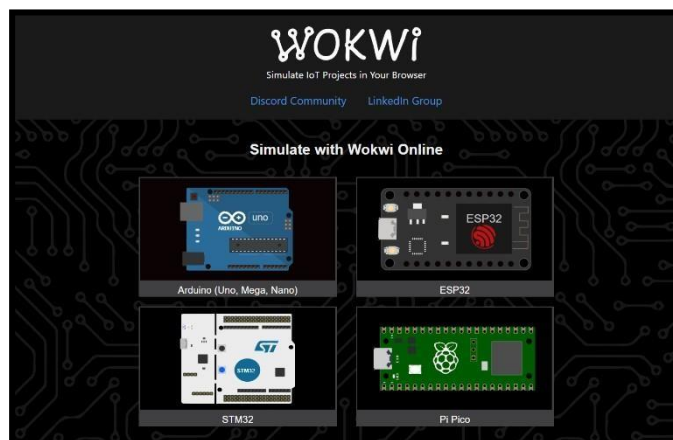 WOKWi
Simulate IoT Projects in Your Browser
Discord Community LinkedIn Group
Simulate with Wokwi Online
uno
ARDUINO
Arduino (Uno, Mega, Nano)
ESP32
ESP32
ST
STM32
STM32
Pi Pico